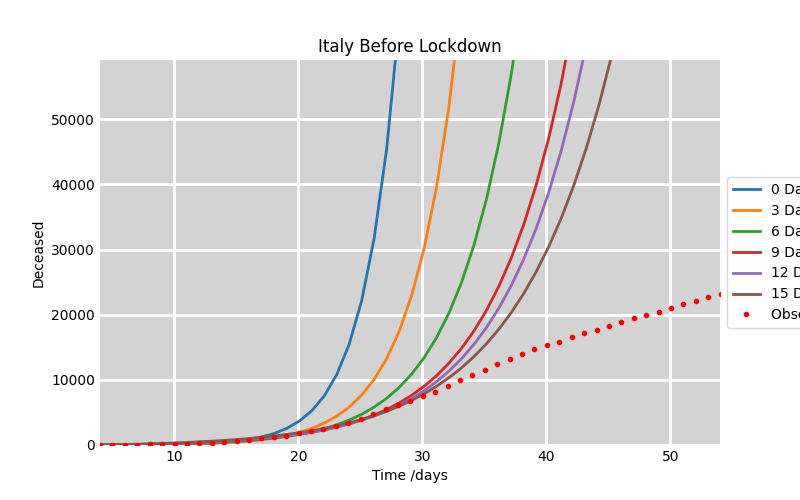 Italy Before Lockdown
50000
40000
30000
20000
10000
0
Deceased
10
20
30
40
50
Time /days
0 Da
3 Da
6 Da
9 Da
12 D
15 D
Obse